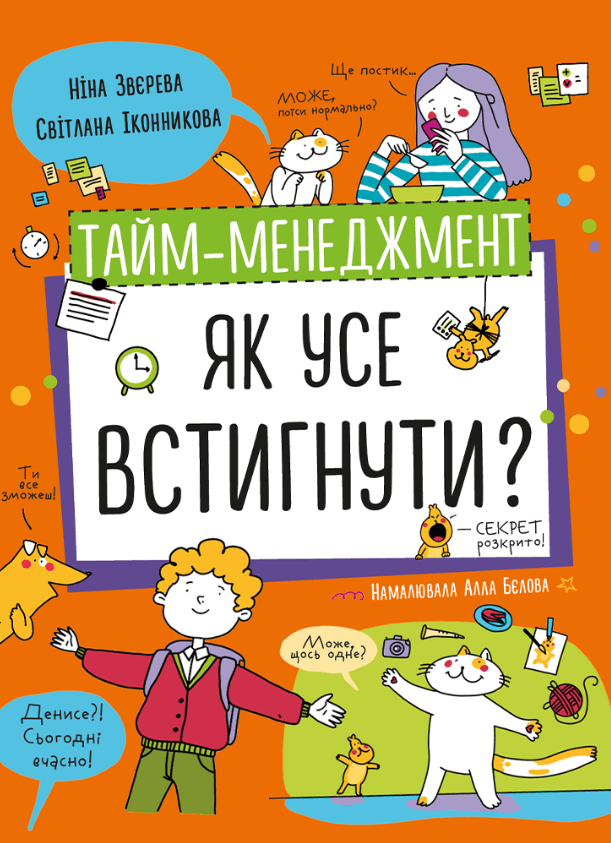 Ніна Звєрева
Світлана Іконникова
Ще постик...
Може,
потси нормально?
ТАЙМ-МЕНЕДЖМЕНТ
ЯК УСЕ
ВСТИГНУТИ?
Ти
все
зможеш!
— СЕКРЕТ
розкрито!
Намалювала Алла Бєлова
Може,
щось одне?
Денисе?!
Сьогодні
вчасно!